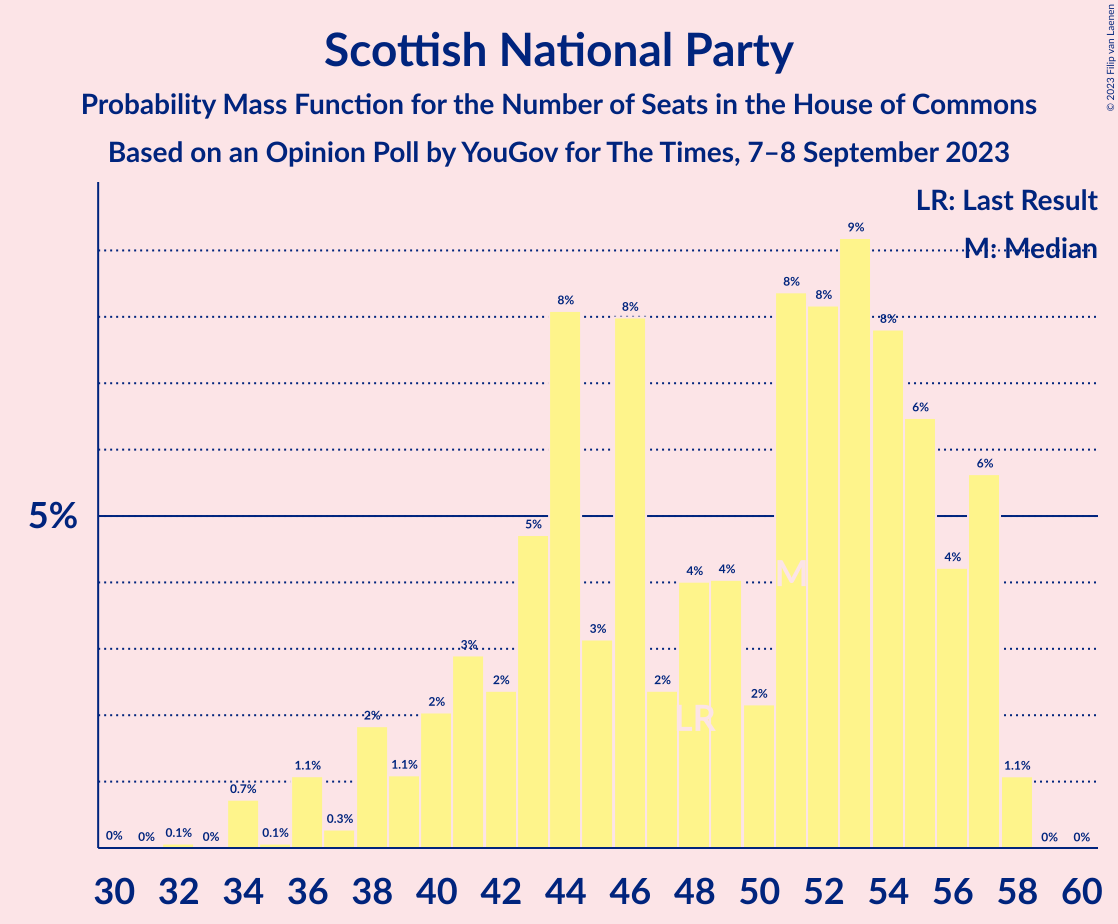 Scottish National Party
Probability Mass Function for the Number of Seats in the House of Commons
Based on an Opinion Poll by YouGov for The Times, 7–8 September 2023
© 2023 Filip van Laenen
LR: Last Result
M: Median
5%
0% 0% 0.1% 0% 0.7% 0.1% 1.1% 0.3% 2% 1.1% 2% 3% 2% 5% 8% 3% 8% 2% 4% 4% 2% 8% 8% 9% 8% 6% 4% 6% 1.1% 0% 0%
M
LR
30 32 34 36 38 40 42 44 46 48 50 52 54 56 58 60